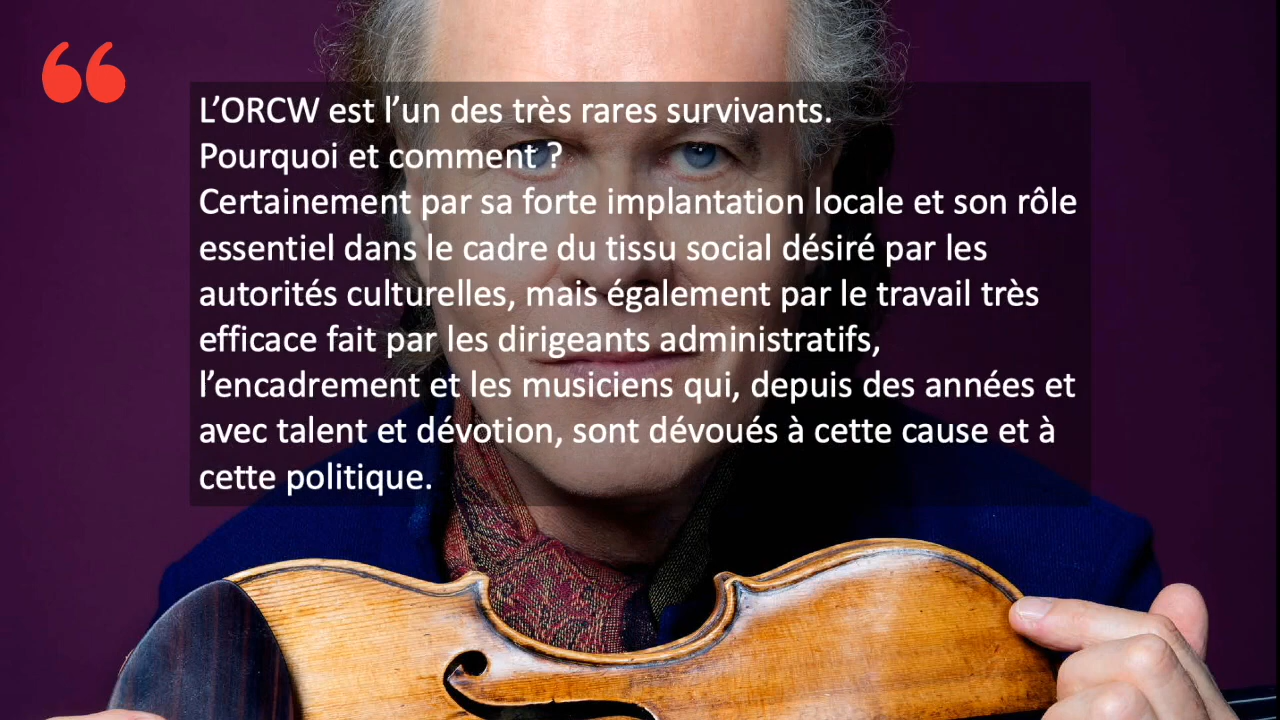 L’ORCW est l’un des très rares survivants.
Pourquoi et comment ?
Certainement par sa forte implantation locale et son rôle
essentiel dans le cadre du tissu social désiré par les
autorités culturelles, mais également par le travail très
efficace fait par les dirigeants administratifs,
l’encadrement et les musiciens qui, depuis des années et
avec talent et dévotion, sont dévoués à cette cause et à
cette politique.